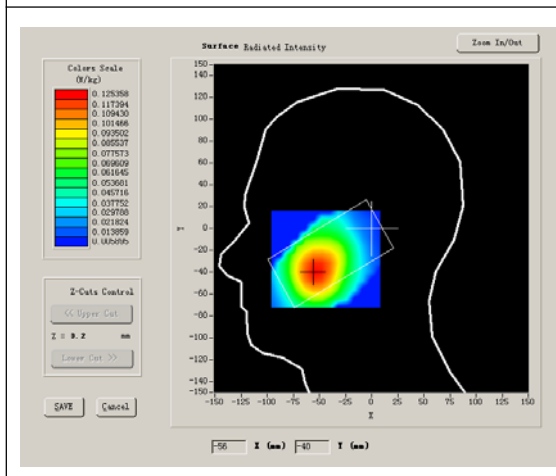 Surface Radiated Intensity
Zoom In/Out
Colors Scale
(W/kg)
0.125358
0.117394
0.109430
0.101466
0.093502
0.085537
0.077573
0.069609
0.061645
0.053681
0.045716
0.037752
0.029788
0.021824
0.013859
0.005895
150
140
120
100
80
60
40
20
0
-20
-40
-60
-80
-100
-120
-140
-150
Y
-150 -125 -100 -75 -50 -25 0 25 50 75 100 125 150
X
Z-Cuts Control
<< Upper Cut
Z = 3.2 mm
Lower Cut >>
SAVE Cancel
-56 X (mm) -40 Y (mm)